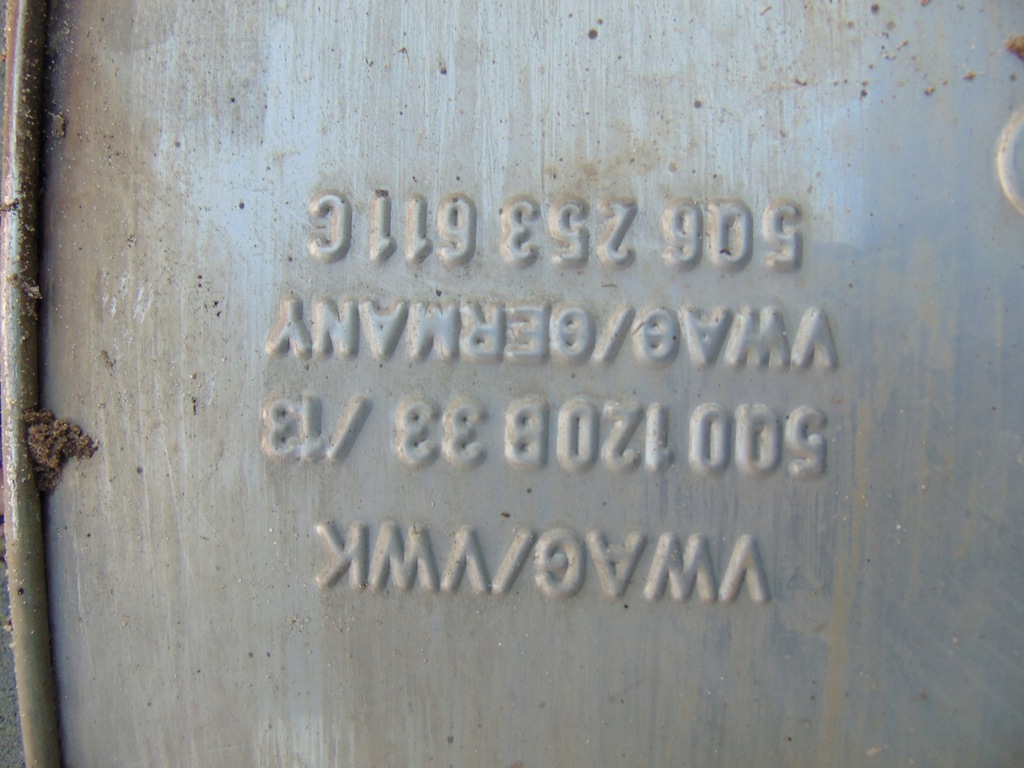 5Q6 253 611C
VWAG/GERMANY
5Q0 120B 33 /13
VWAG/VWK